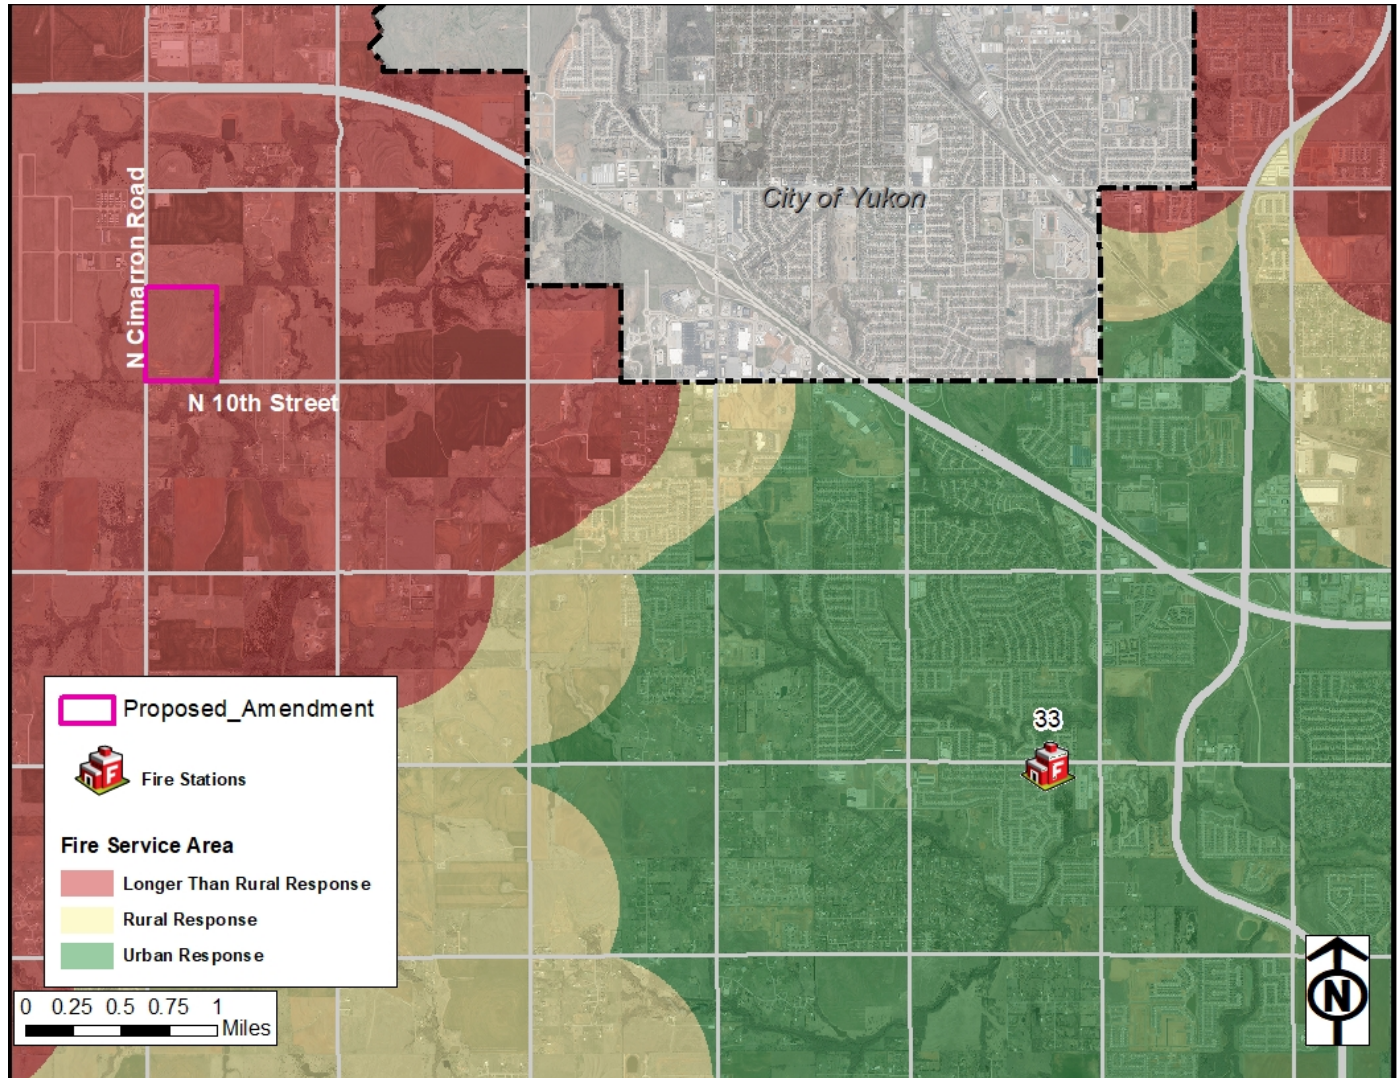 City of Yukon
N Cimarron Road
N 10th Street
33
Proposed_Amendment
F
Fire Stations
Fire Service Area
Longer Than Rural Response
Rural Response
Urban Response
0 0.25 0.5 0.75 1
Miles
F
N